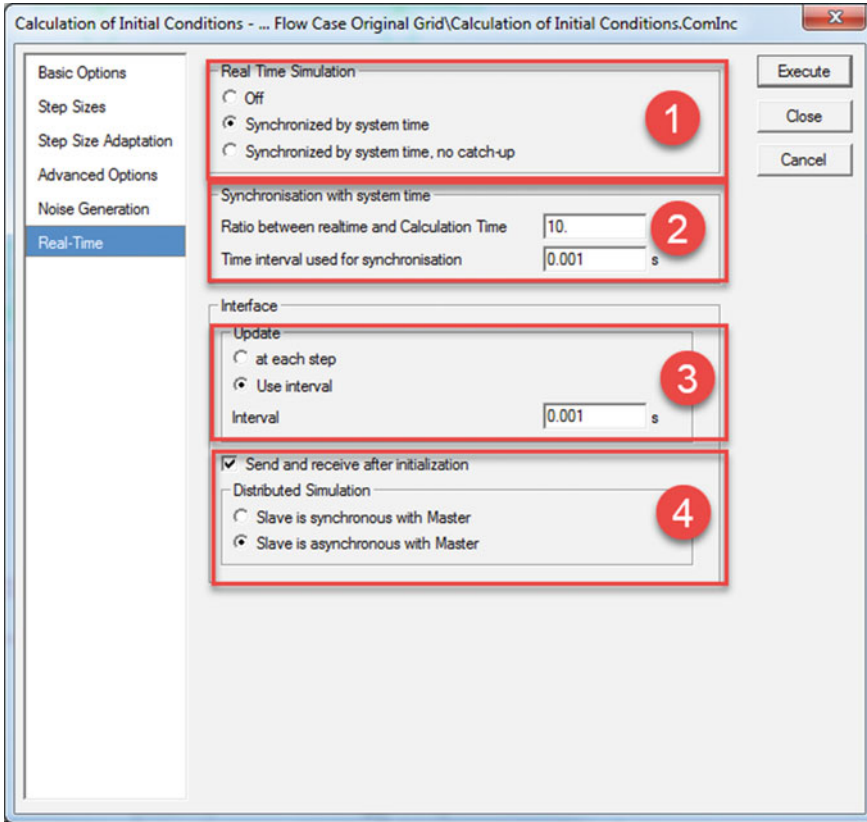 Calculation of Initial Conditions - ... Flow Case Original Grid\Calculation of Initial Conditions.ComInc
Basic Options
Step Sizes
Step Size Adaptation
Advanced Options
Noise Generation
Real-Time
Real Time Simulation
Off
Synchronized by system time
Synchronized by system time, no catch-up
1
Synchronisation with system time
Ratio between realtime and Calculation Time 10.
Time interval used for synchronisation 0.001 s
2
Interface
Update
at each step
Use interval
Interval 0.001 s
3
Send and receive after initialization
Distributed Simulation
Slave is synchronous with Master
Slave is asynchronous with Master
4
Execute
Close
Cancel